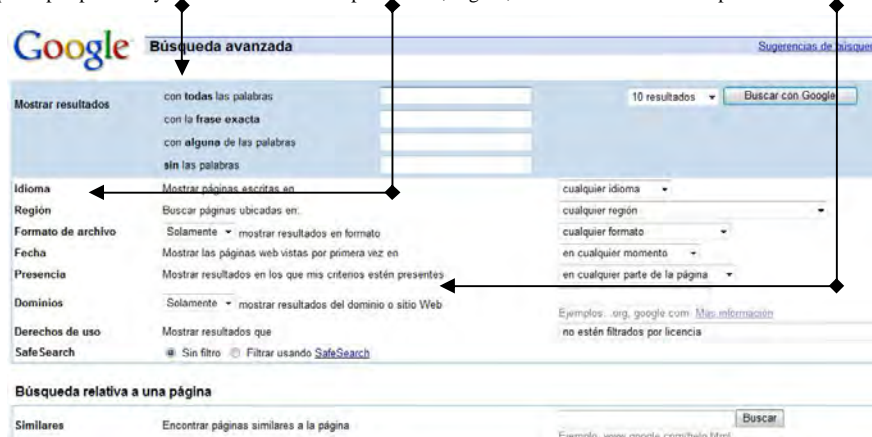 Google Búsqueda avanzada Sugerencias de
Mostrar resultados con todas las palabras 10 resultados Buscar con Google
con la frase exacta
con alguna de las palabras
sin las palabras
Idioma Mostrar páginas escritas en cualquier idioma
Región Buscar páginas ubicadas en: cualquier región
Formato de archivo Solamente mostrar resultados en formato cualquier formato
Fecha Mostrar las páginas web vistas por primera vez en en cualquier momento
Presencia Mostrar resultados en los que mis criterios estén presentes en cualquier parte de la página
Dominios Solamente mostrar resultados del dominio o sitio Web
Ejemplos: .org, google.com Más información
Derechos de uso Mostrar resultados que no estén filtrados por licencia
SafeSearch Sin filtro Filtrar usando SafeSearch
Búsqueda relativa a una página
Similares Encontrar páginas similares a la página Buscar